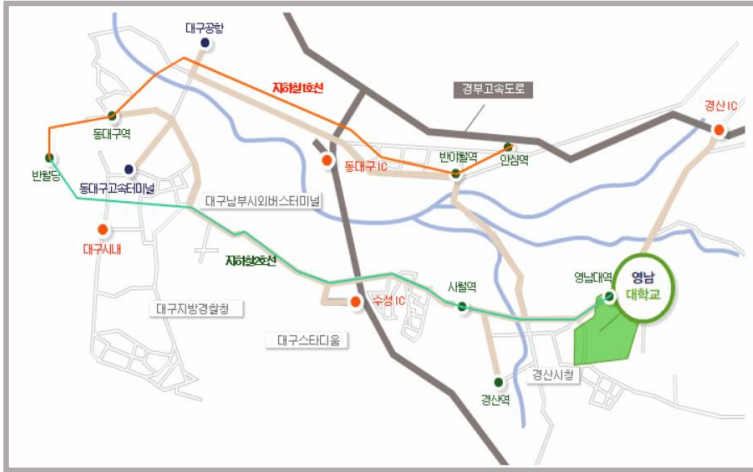 대구공항
지하철1호선
경부고속도로
경산 IC
동대구역
반야월역
안심역
동대구 IC
반월당
동대구고속터미널
대구남부시외버스터미널
대구시내
지하철2호선
영남대역
영남
대학교
사월역
수성 IC
대구지방경찰청
대구스타디움
경산시청
경산역